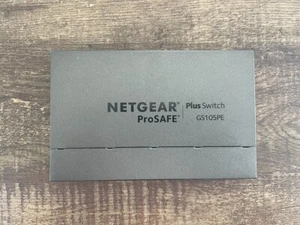 NETGEAR® | Plus Switch
ProSAFE® GS105PE